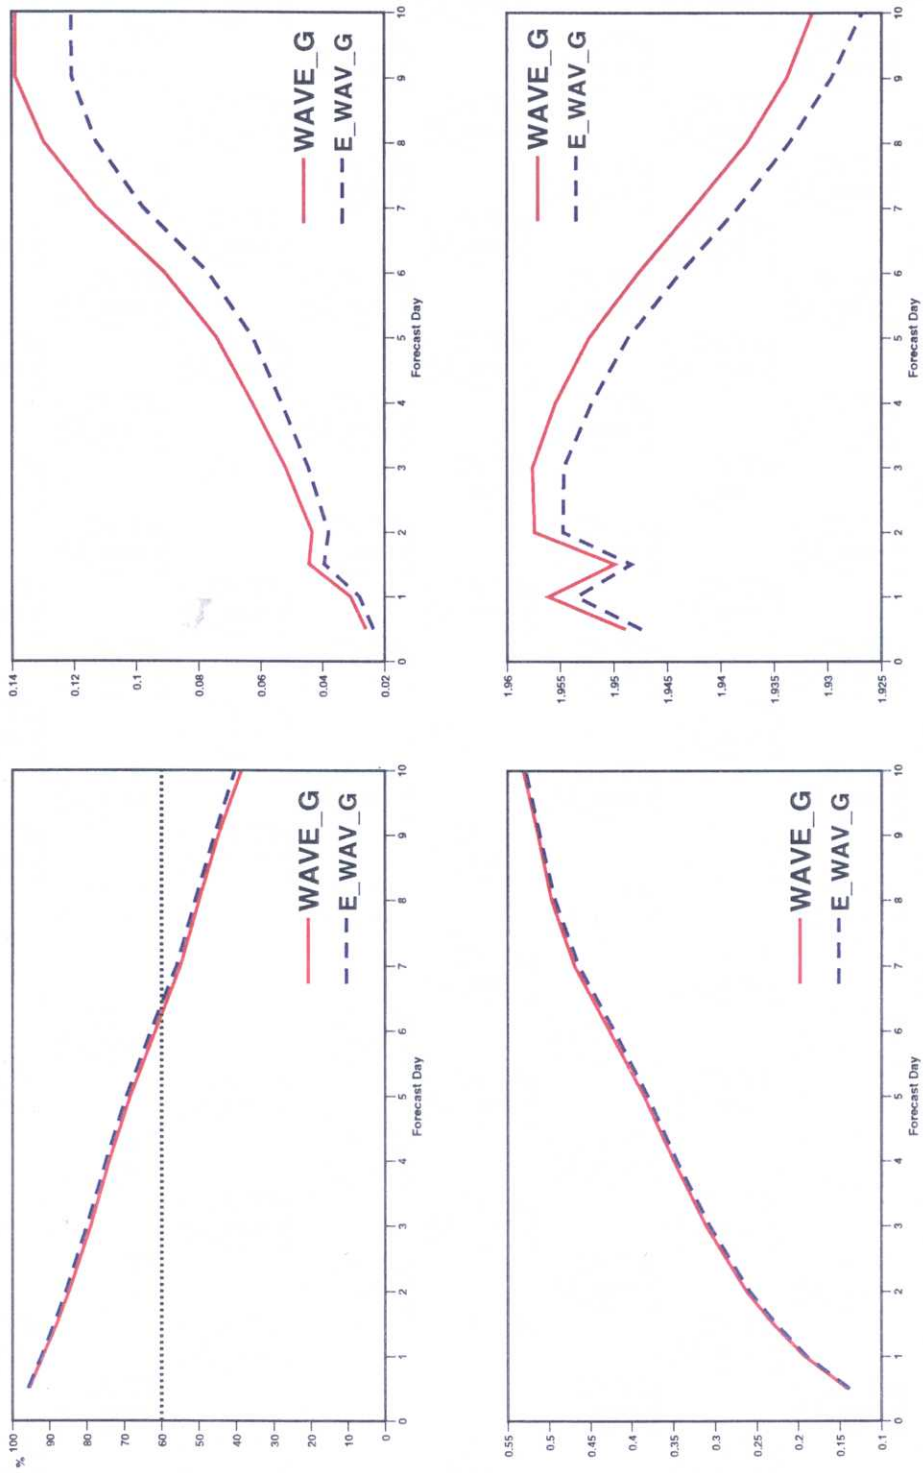 %
100
90
80
70
60
50
40
30
20
10
0
0 1 2 3 4 5 6 7 8 9 10
Forecast Day
WAVE_G
E_WAV_G
0.14
0.12
0.1
0.08
0.06
0.04
0.02
0 1 2 3 4 5 6 7 8 9 10
Forecast Day
WAVE_G
E_WAV_G
0.55
0.5
0.45
0.4
0.35
0.3
0.25
0.2
0.15
0.1
0 1 2 3 4 5 6 7 8 9 10
Forecast Day
WAVE_G
E_WAV_G
1.96
1.955
1.95
1.945
1.94
1.935
1.93
1.925
0 1 2 3 4 5 6 7 8 9 10
Forecast Day
WAVE_G
E_WAV_G